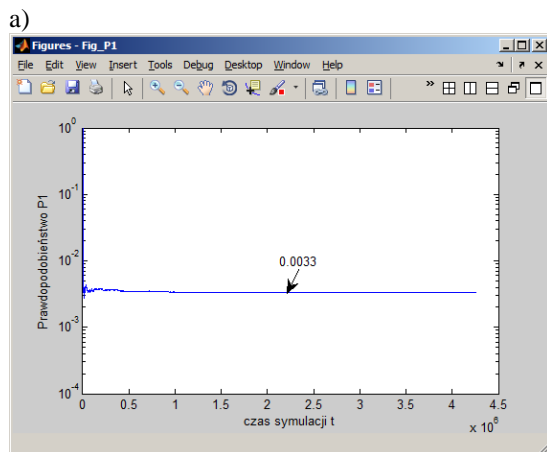 a)
Figures - Fig_P1
File Edit View Insert Tools Debug Desktop Window Help
»
10^0
10^-1
10^-2
10^-3
10^-4
Prawdopodobieństwo P1
0.0033
0 0.5 1 1.5 2 2.5 3 3.5 4 4.5
x 10^6
czas symulacji t